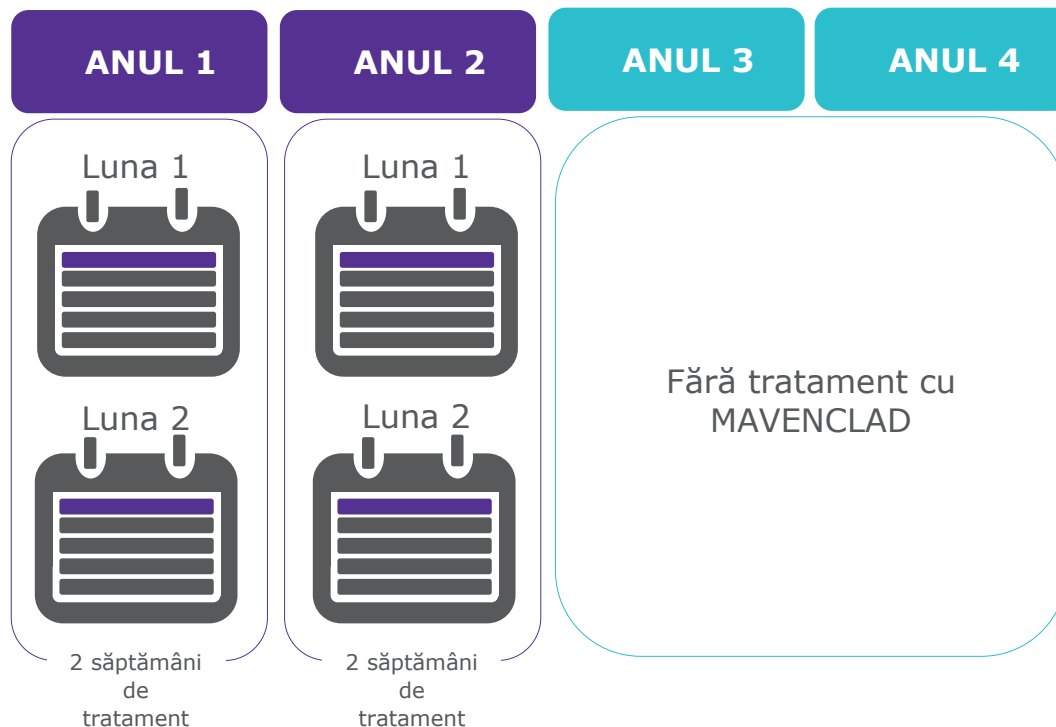 ANUL 1
ANUL 2
ANUL 3
ANUL 4
Luna 1
Luna 2
2 săptămâni
de
tratament
Luna 1
Luna 2
2 săptămâni
de
tratament
Fără tratament cu
MAVENCLAD